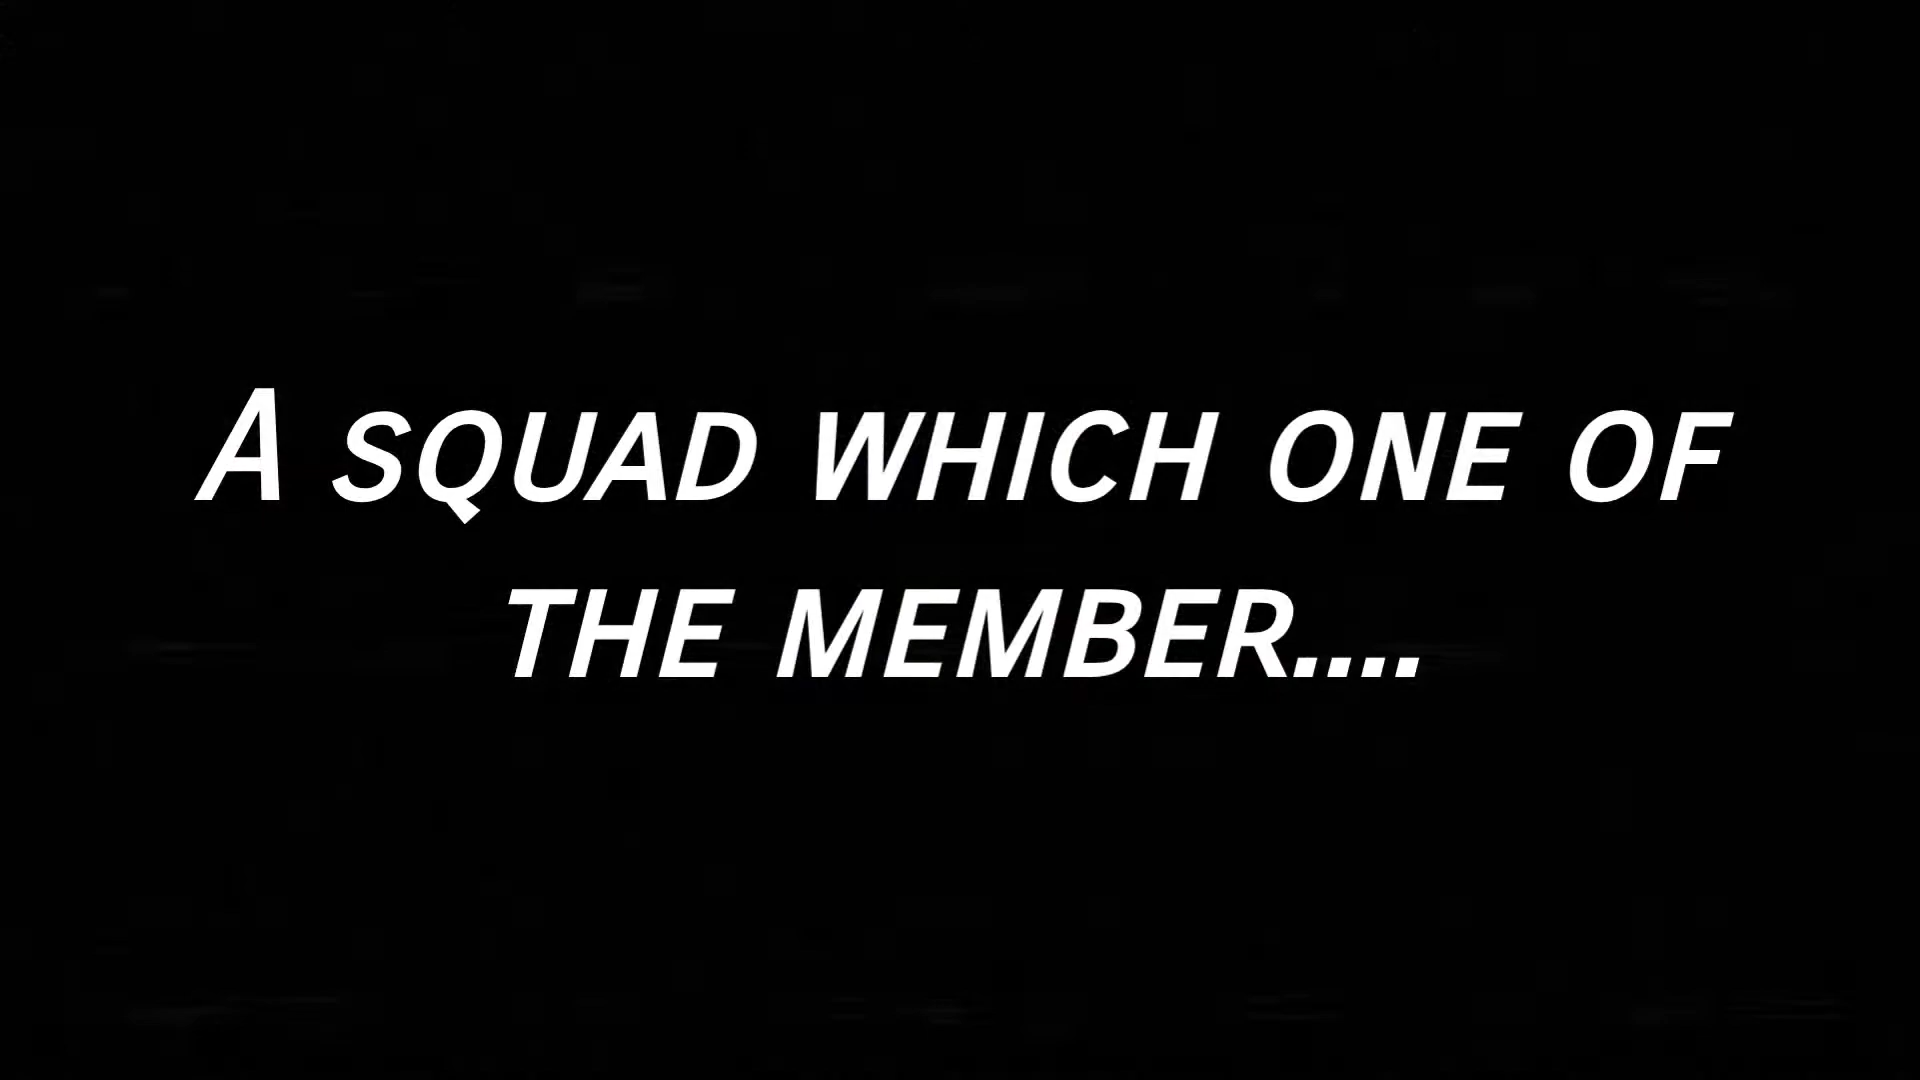 A SQUAD WHICH ONE OF
THE MEMBER....